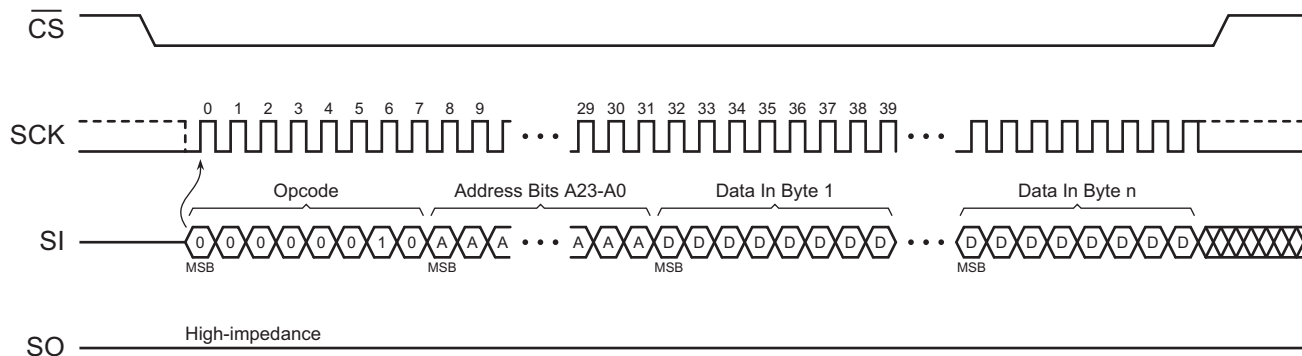 CS
0 1 2 3 4 5 6 7 8 9 29 30 31 32 33 34 35 36 37 38 39
SCK
Opcode Address Bits A23-A0 Data In Byte 1 Data In Byte n
SI 0 0 0 0 0 0 1 0 A A A A A A D D D D D D D D D D D D D D D D
MSB MSB MSB MSB
High-impedance
SO